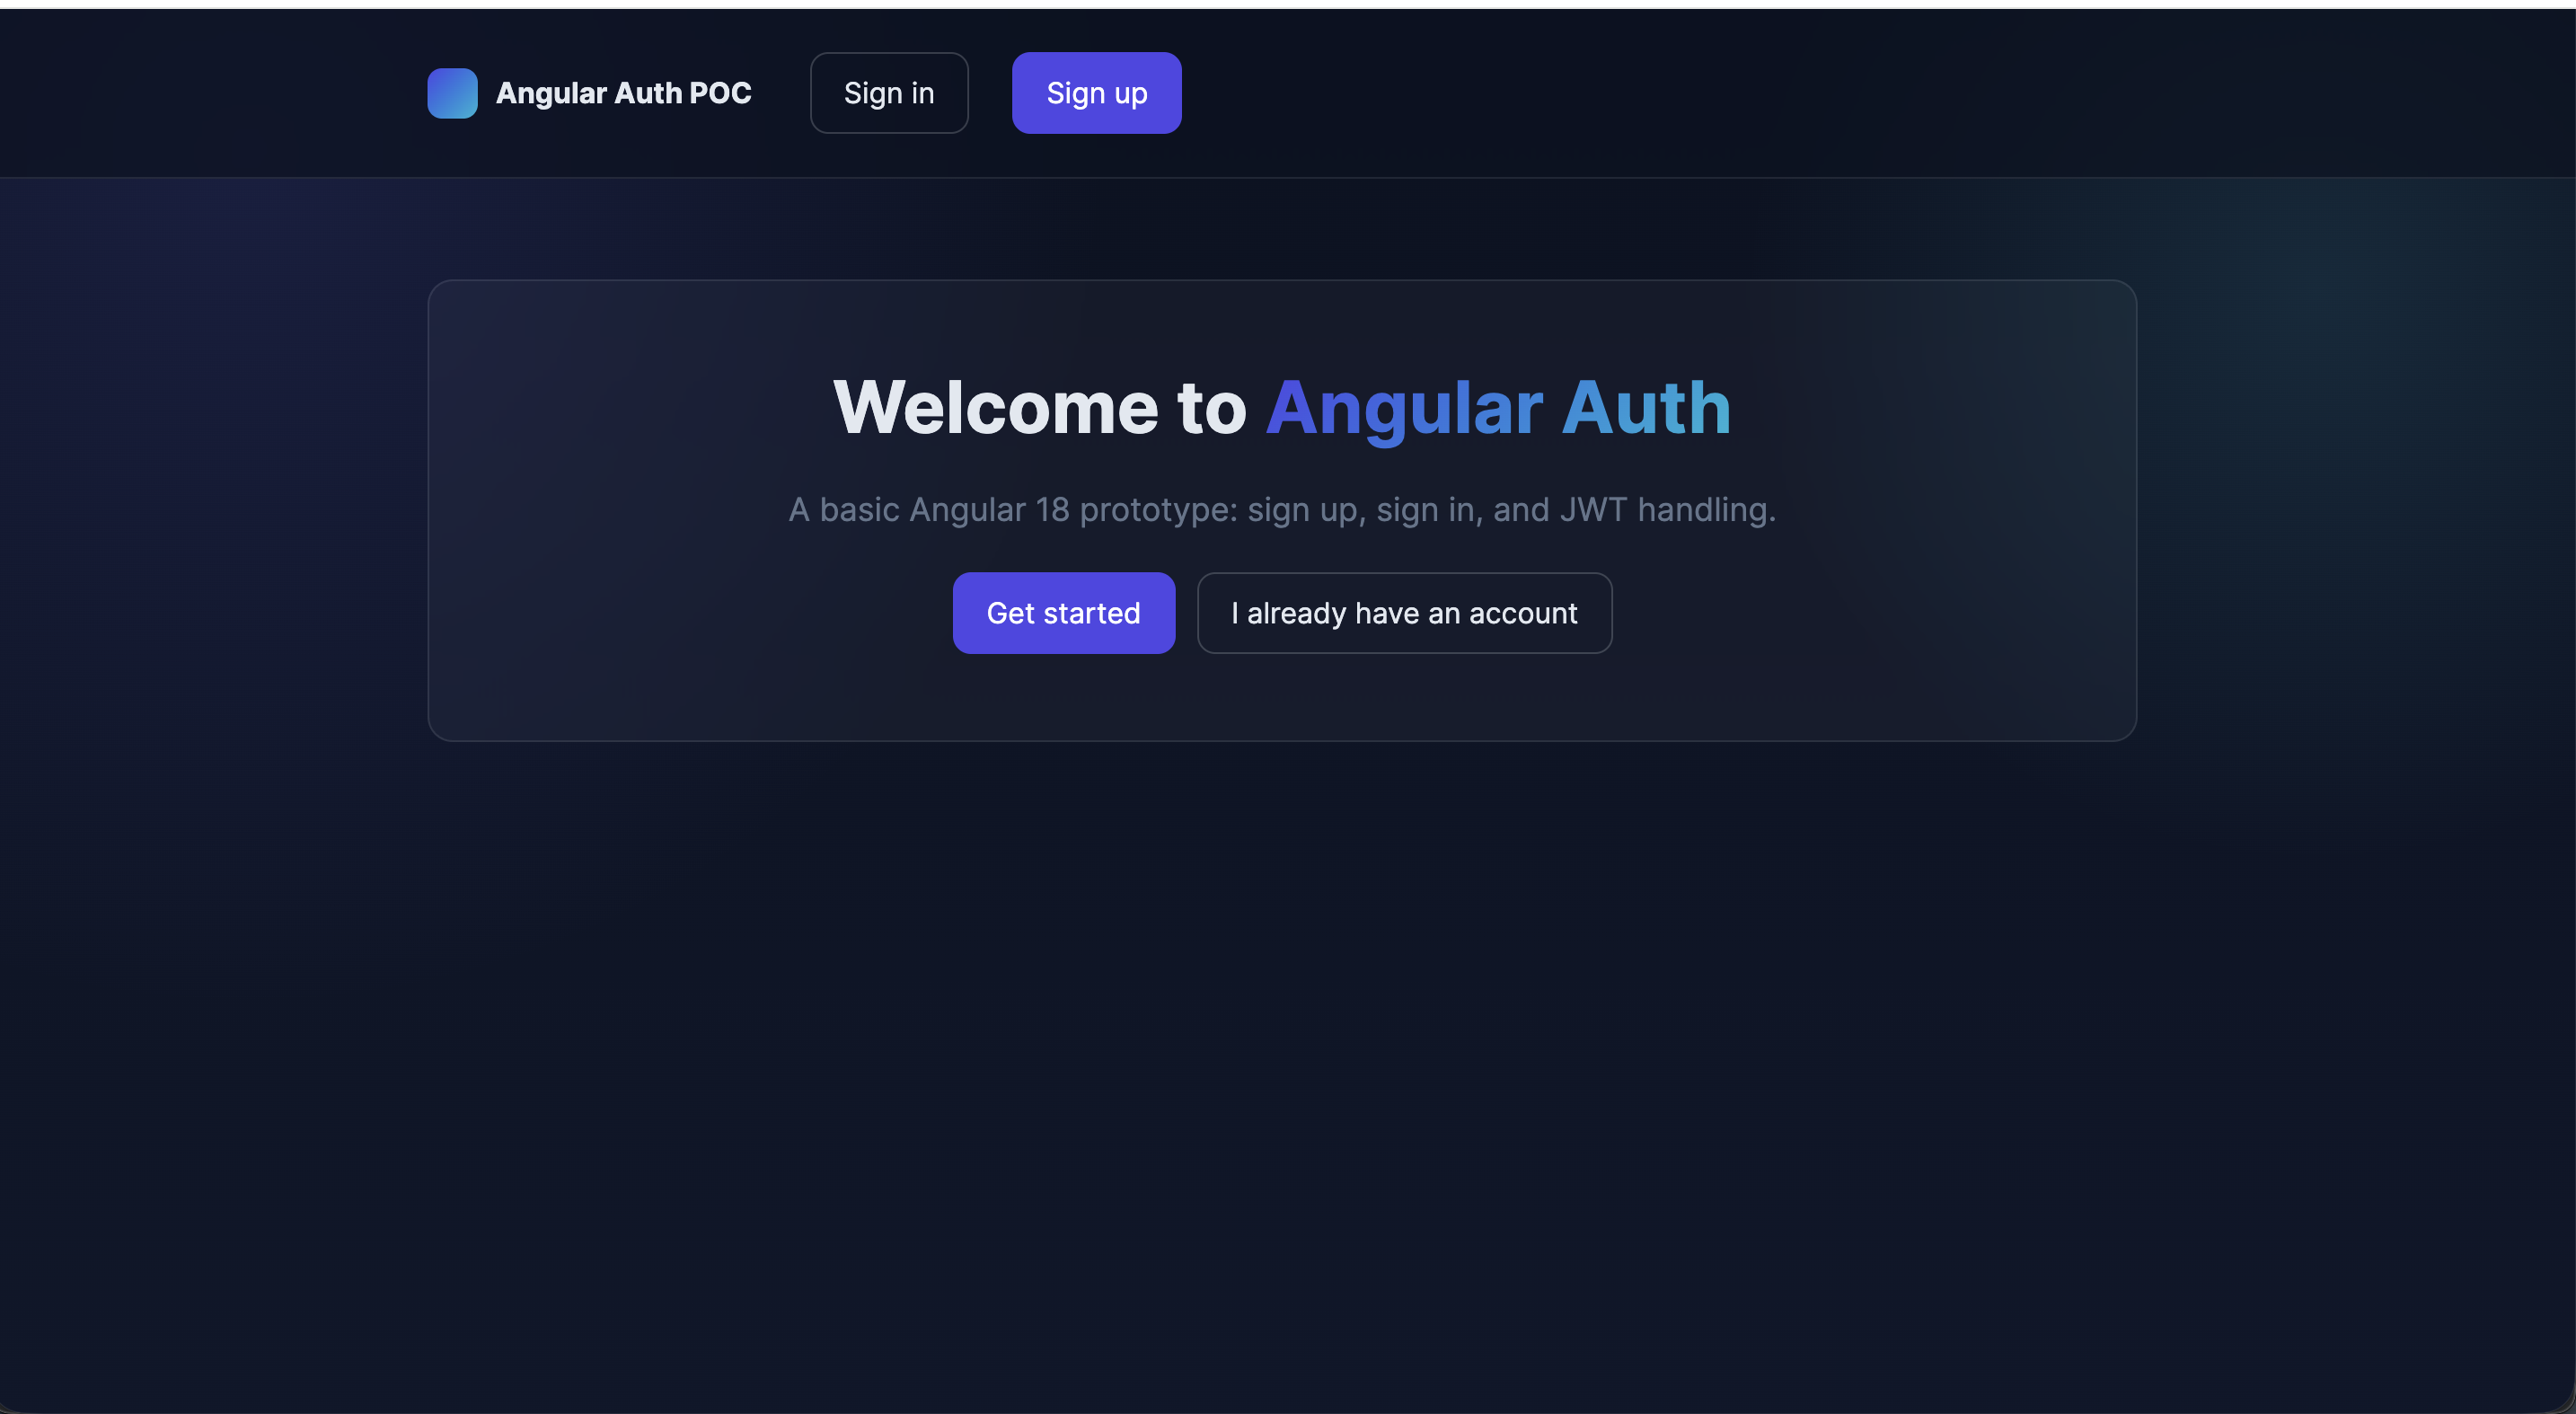 Angular Auth POC Sign in Sign up
Welcome to Angular Auth
A basic Angular 18 prototype: sign up, sign in, and JWT handling.
Get started I already have an account